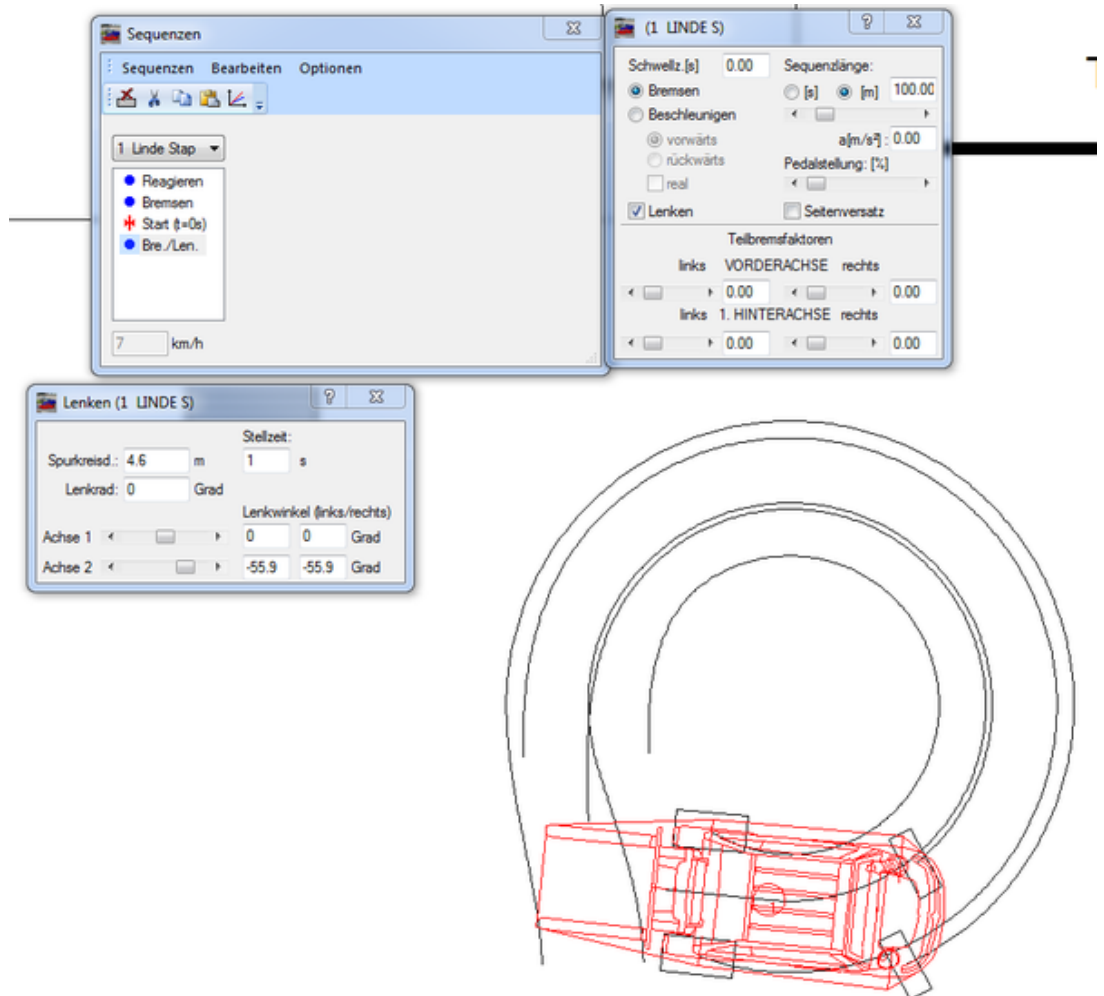 Sequenzen
Sequenzen Bearbeiten Optionen
1 Linde Stap
Reagieren
Bremsen
Start (t=0s)
Bre./Len.
7 km/h
(1 LINDE S)
Schwellz.[s] 0.00 Sequenzlänge:
Bremsen [s] [m] 100.00
Beschleunigen
vorwärts a[m/s²] : 0.00
rückwärts Pedalstellung: [%]
real
Lenken Seitenversatz
Teilbremsfaktoren
links VORDERACHSE rechts
0.00 0.00
links 1. HINTERACHSE rechts
0.00 0.00
Lenken (1 LINDE S)
Stellzeit:
Spurkreisd.: 4.6 m 1 s
Lenkrad: 0 Grad
Lenkwinkel (links/rechts)
Achse 1 0 0 Grad
Achse 2 -55.9 -55.9 Grad
1